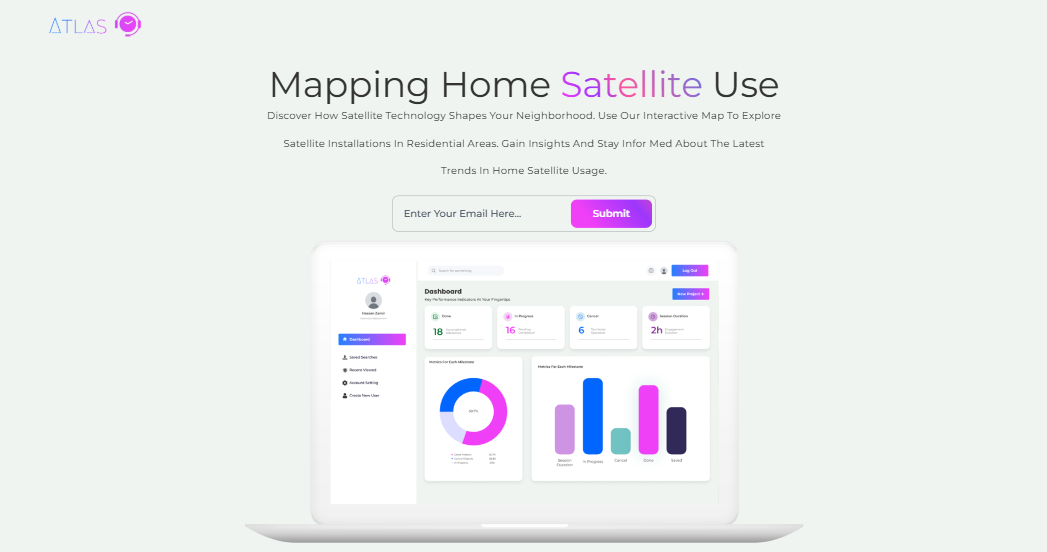 ATLAS
Mapping Home Satellite Use
Discover How Satellite Technology Shapes Your Neighborhood. Use Our Interactive Map To Explore
Satellite Installations In Residential Areas. Gain Insights And Stay Infor Med About The Latest
Trends In Home Satellite Usage.
Enter Your Email Here...
Submit
Search for something
Log Out
ATLAS
Dashboard
New Project +
Key Performance Indicators At Your Fingertips
Done
In Progress
Cancel
Session Duration
18
16
6
2h
Dashboard
Saved Searches
Recent Viewed
Account Setting
Create New User
Metrics For Each Milestone
Metrics For Each Milestone
Session
Duration
In Progress
Cancel
Done
Saved